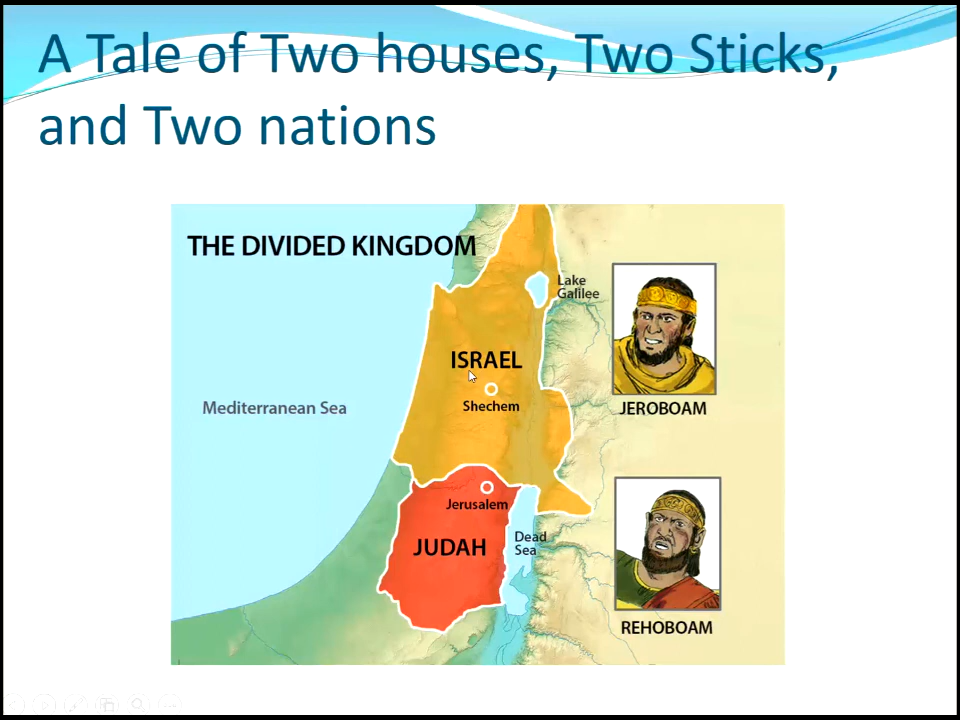 A Tale of Two houses, Two Sticks,
and Two nations
THE DIVIDED KINGDOM
Lake
Galilee
ISRAEL
Shechem
Mediterranean Sea
JEROBOAM
Jerusalem
JUDAH
Dead
Sea
REHOBOAM